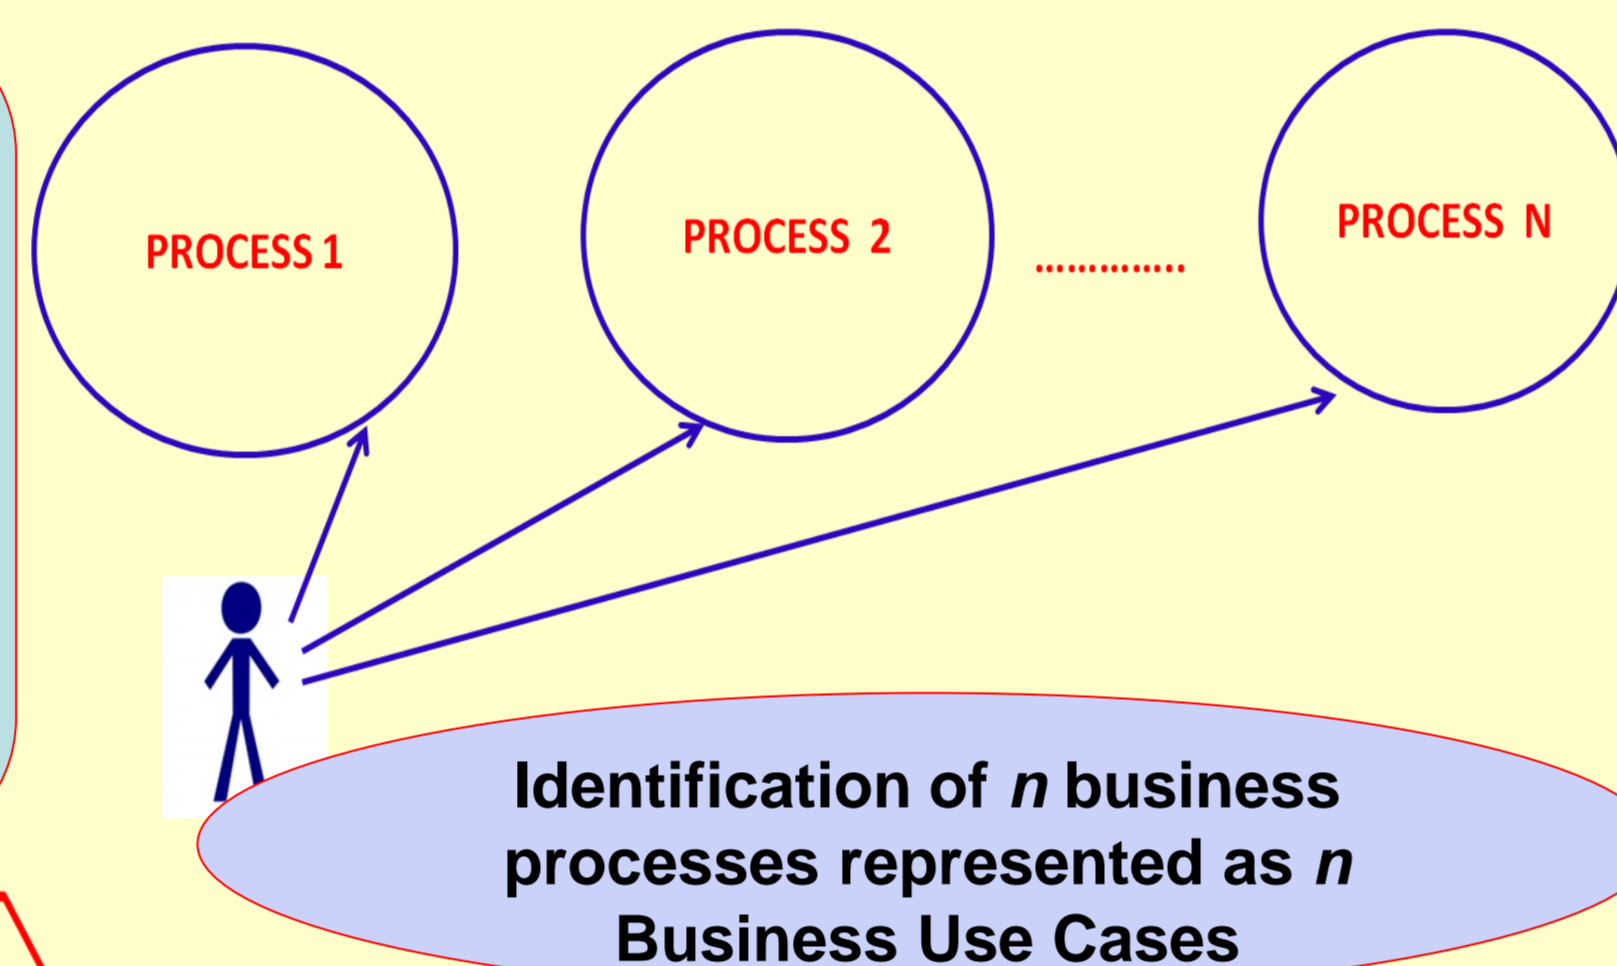 PROCESS 1
PROCESS 2
..............
PROCESS N
Identification of n business
processes represented as n
Business Use Cases